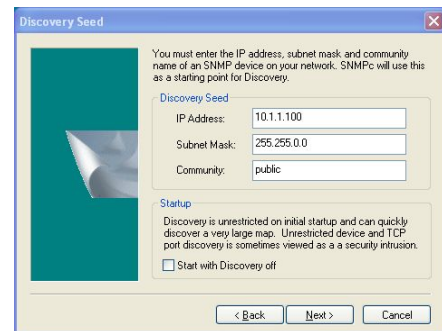 Discovery Seed
You must enter the IP address, subnet mask and community
name of an SNMP device on your network. SNMPc will use this
as a starting point for Discovery.
Discovery Seed
IP Address: 10.1.1.100
Subnet Mask: 255.255.0.0
Community: public
Startup
Discovery is unrestricted on initial startup and can quickly
discover a very large map. Unrestricted device and TCP
port discovery is sometimes viewed as a a security intrusion.
Start with Discovery off
< Back Next > Cancel